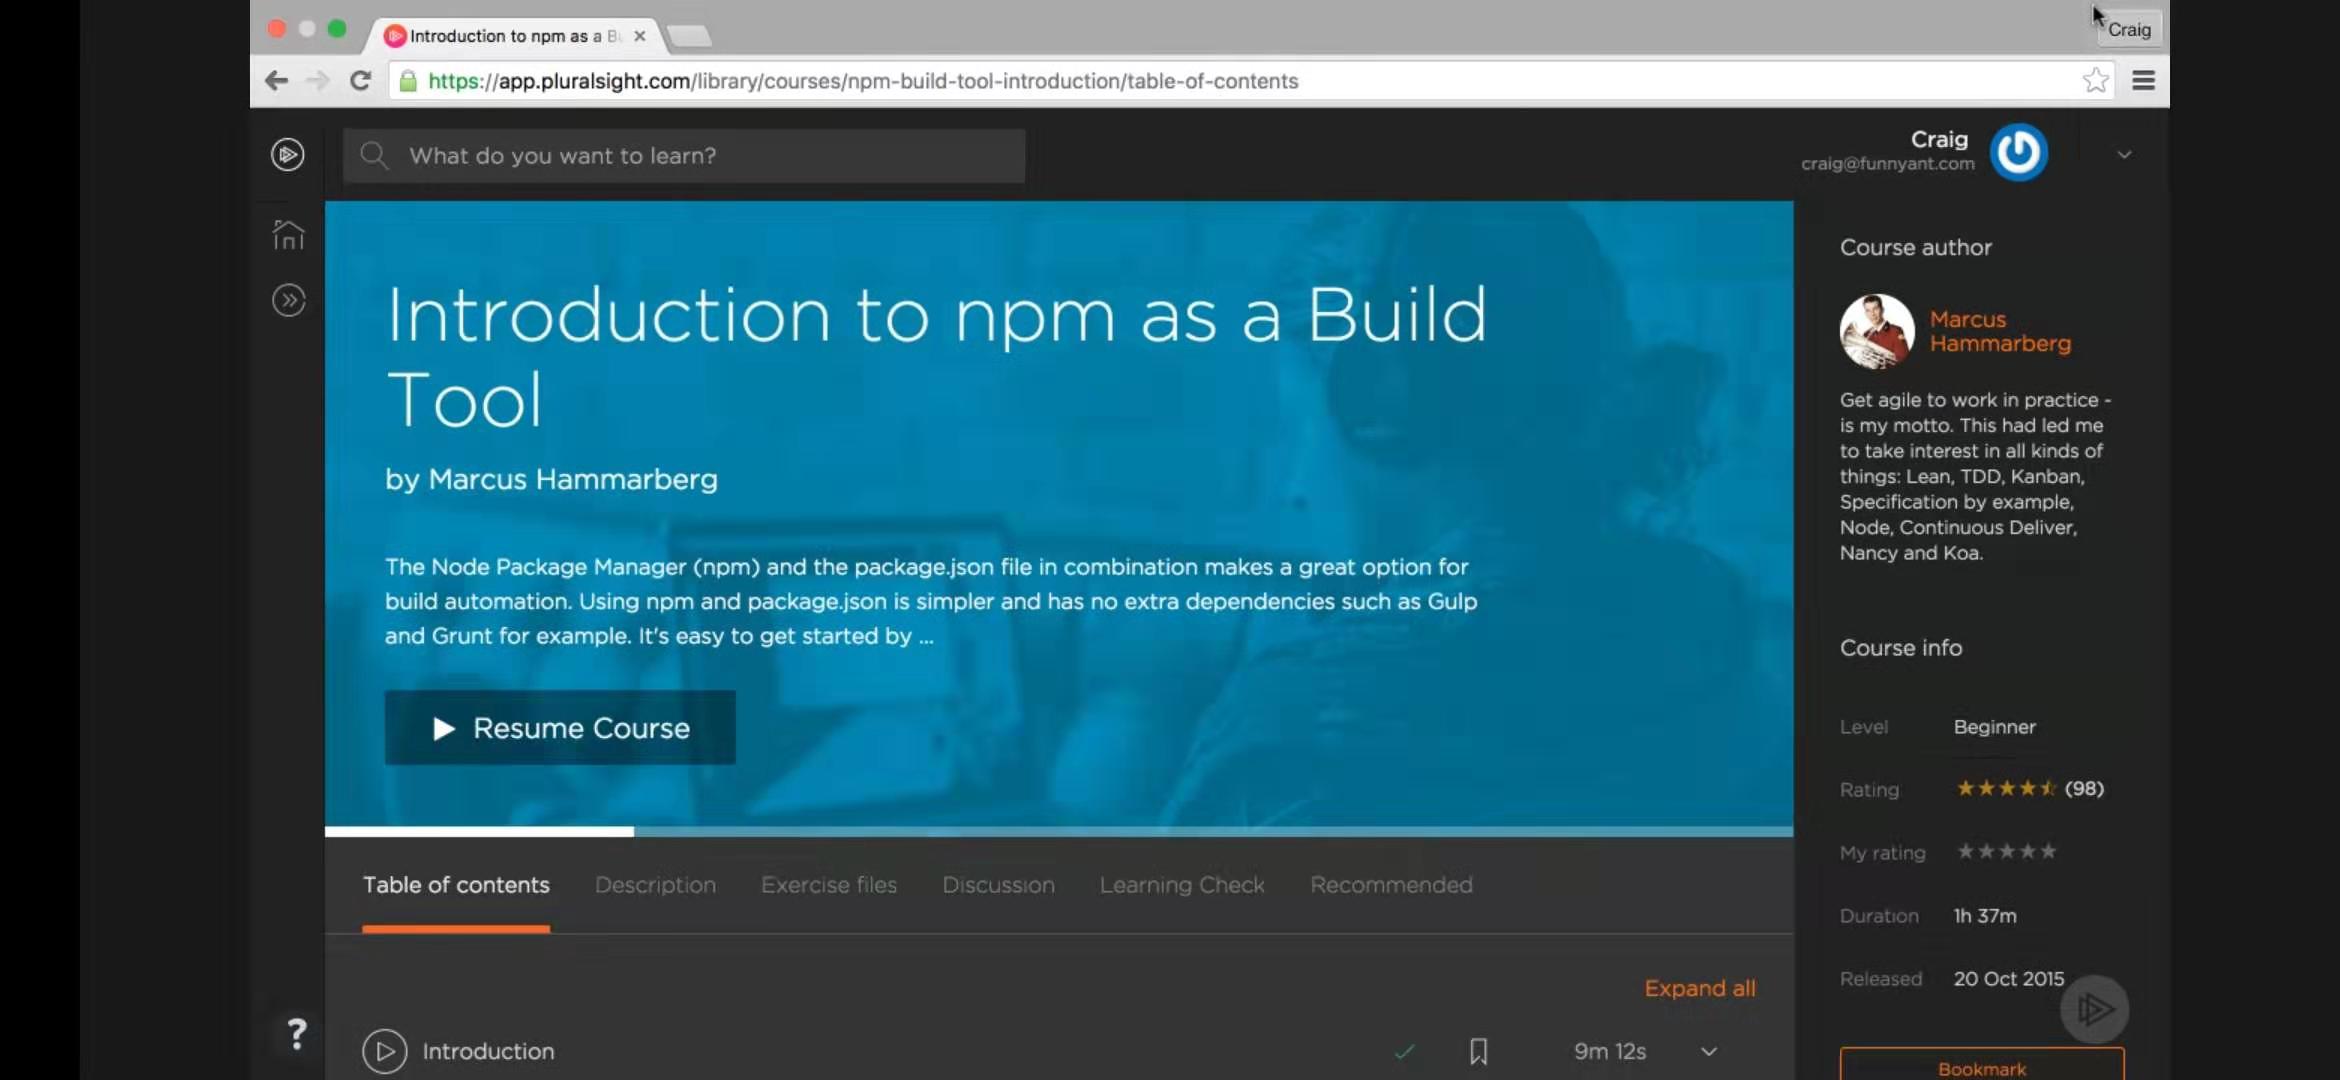 Introduction to npm as a Bu
Craig
https://app.pluralsight.com/library/courses/npm-build-tool-introduction/table-of-contents
What do you want to learn?
Craig
craig@funnyant.com
Introduction to npm as a Build
Tool
by Marcus Hammarberg
The Node Package Manager (npm) and the package.json file in combination makes a great option for
build automation. Using npm and package.json is simpler and has no extra dependencies such as Gulp
and Grunt for example. It's easy to get started by ...
Resume Course
Table of contents
Description
Exercise files
Discussion
Learning Check
Recommended
Expand all
Introduction
9m 12s
?
Course author
Marcus
Hammarberg
Get agile to work in practice -
is my motto. This had led me
to take interest in all kinds of
things: Lean, TDD, Kanban,
Specification by example,
Node, Continuous Deliver,
Nancy and Koa.
Course info
Level Beginner
Rating (98)
My rating
Duration 1h 37m
Released 20 Oct 2015
Bookmark